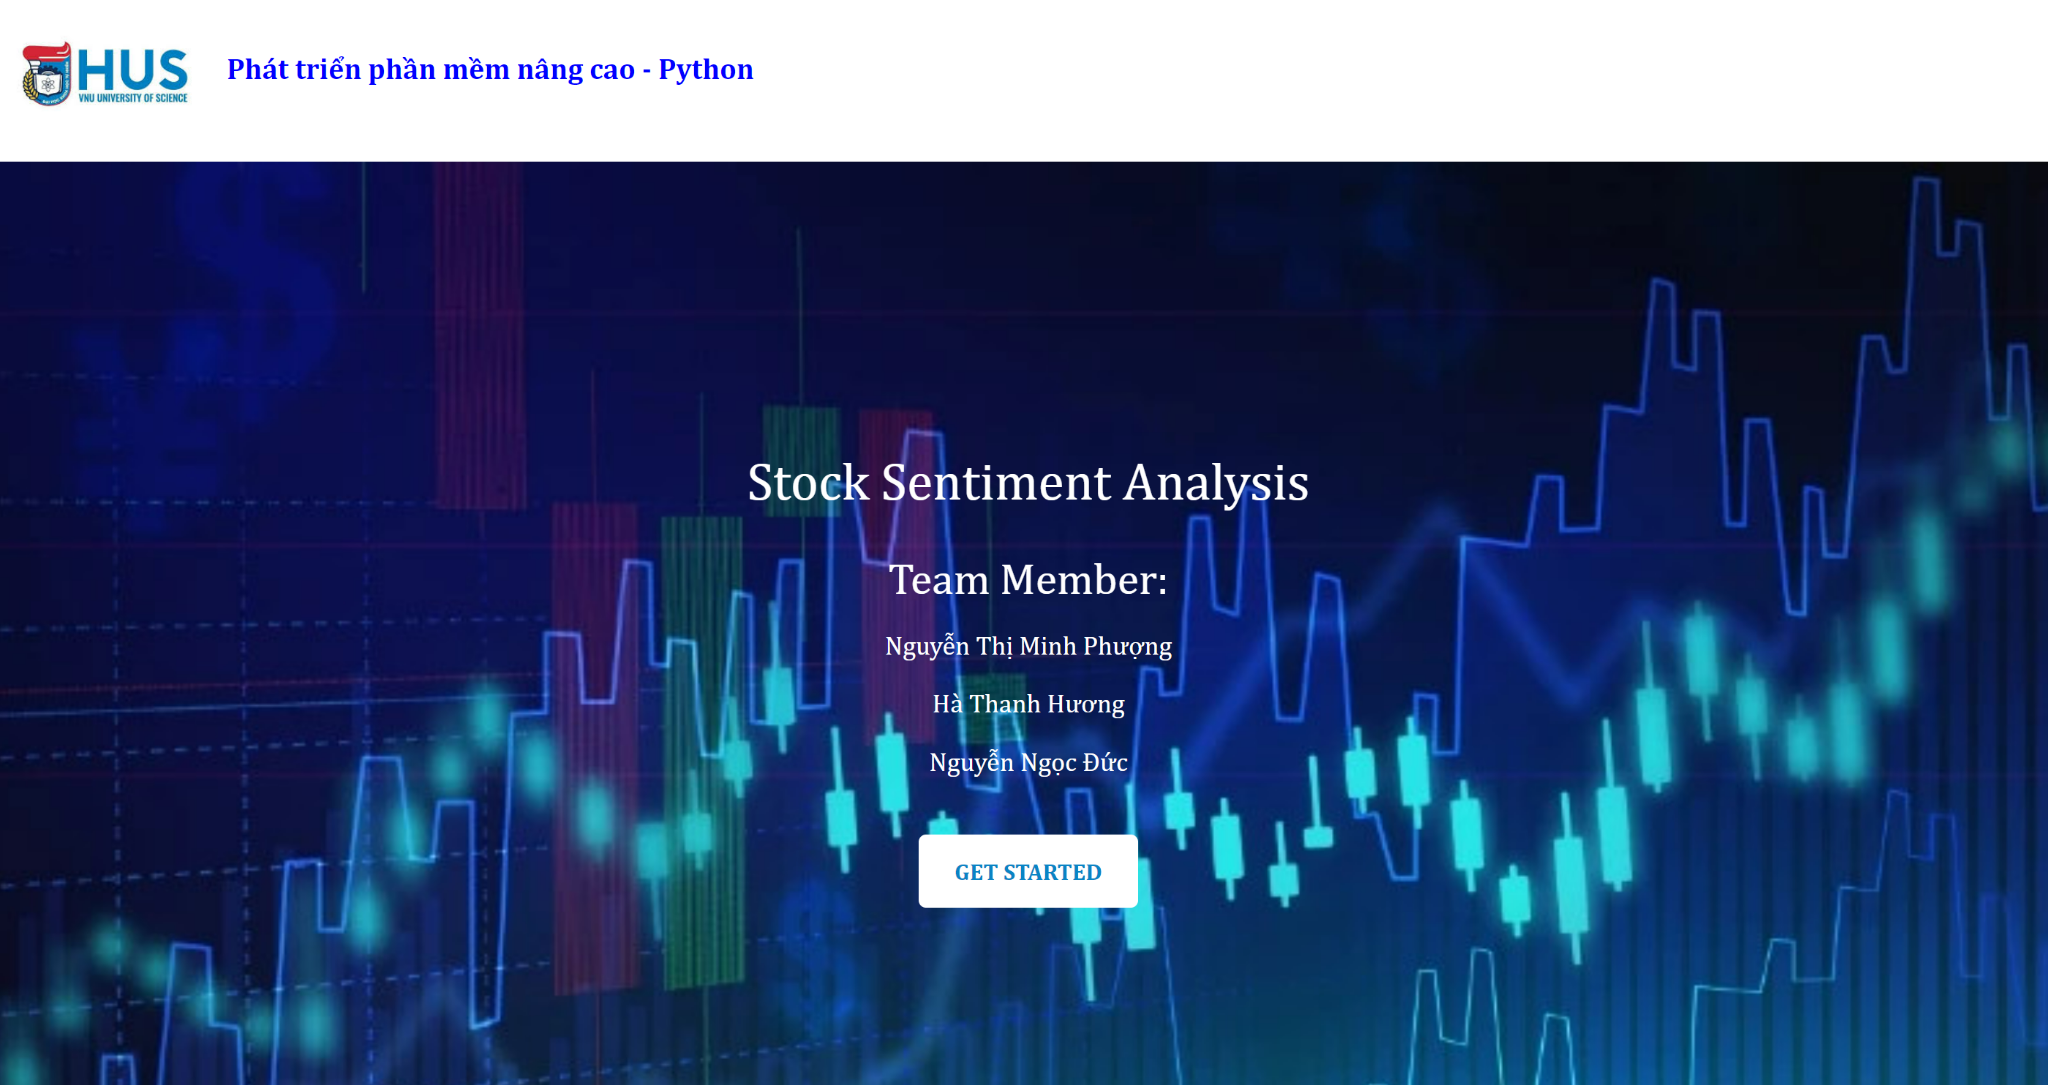 HUS
VNU UNIVERSITY OF SCIENCE
Phát triển phần mềm nâng cao - Python
Stock Sentiment Analysis
Team Member:
Nguyễn Thị Minh Phượng
Hà Thanh Hương
Nguyễn Ngọc Đức
GET STARTED